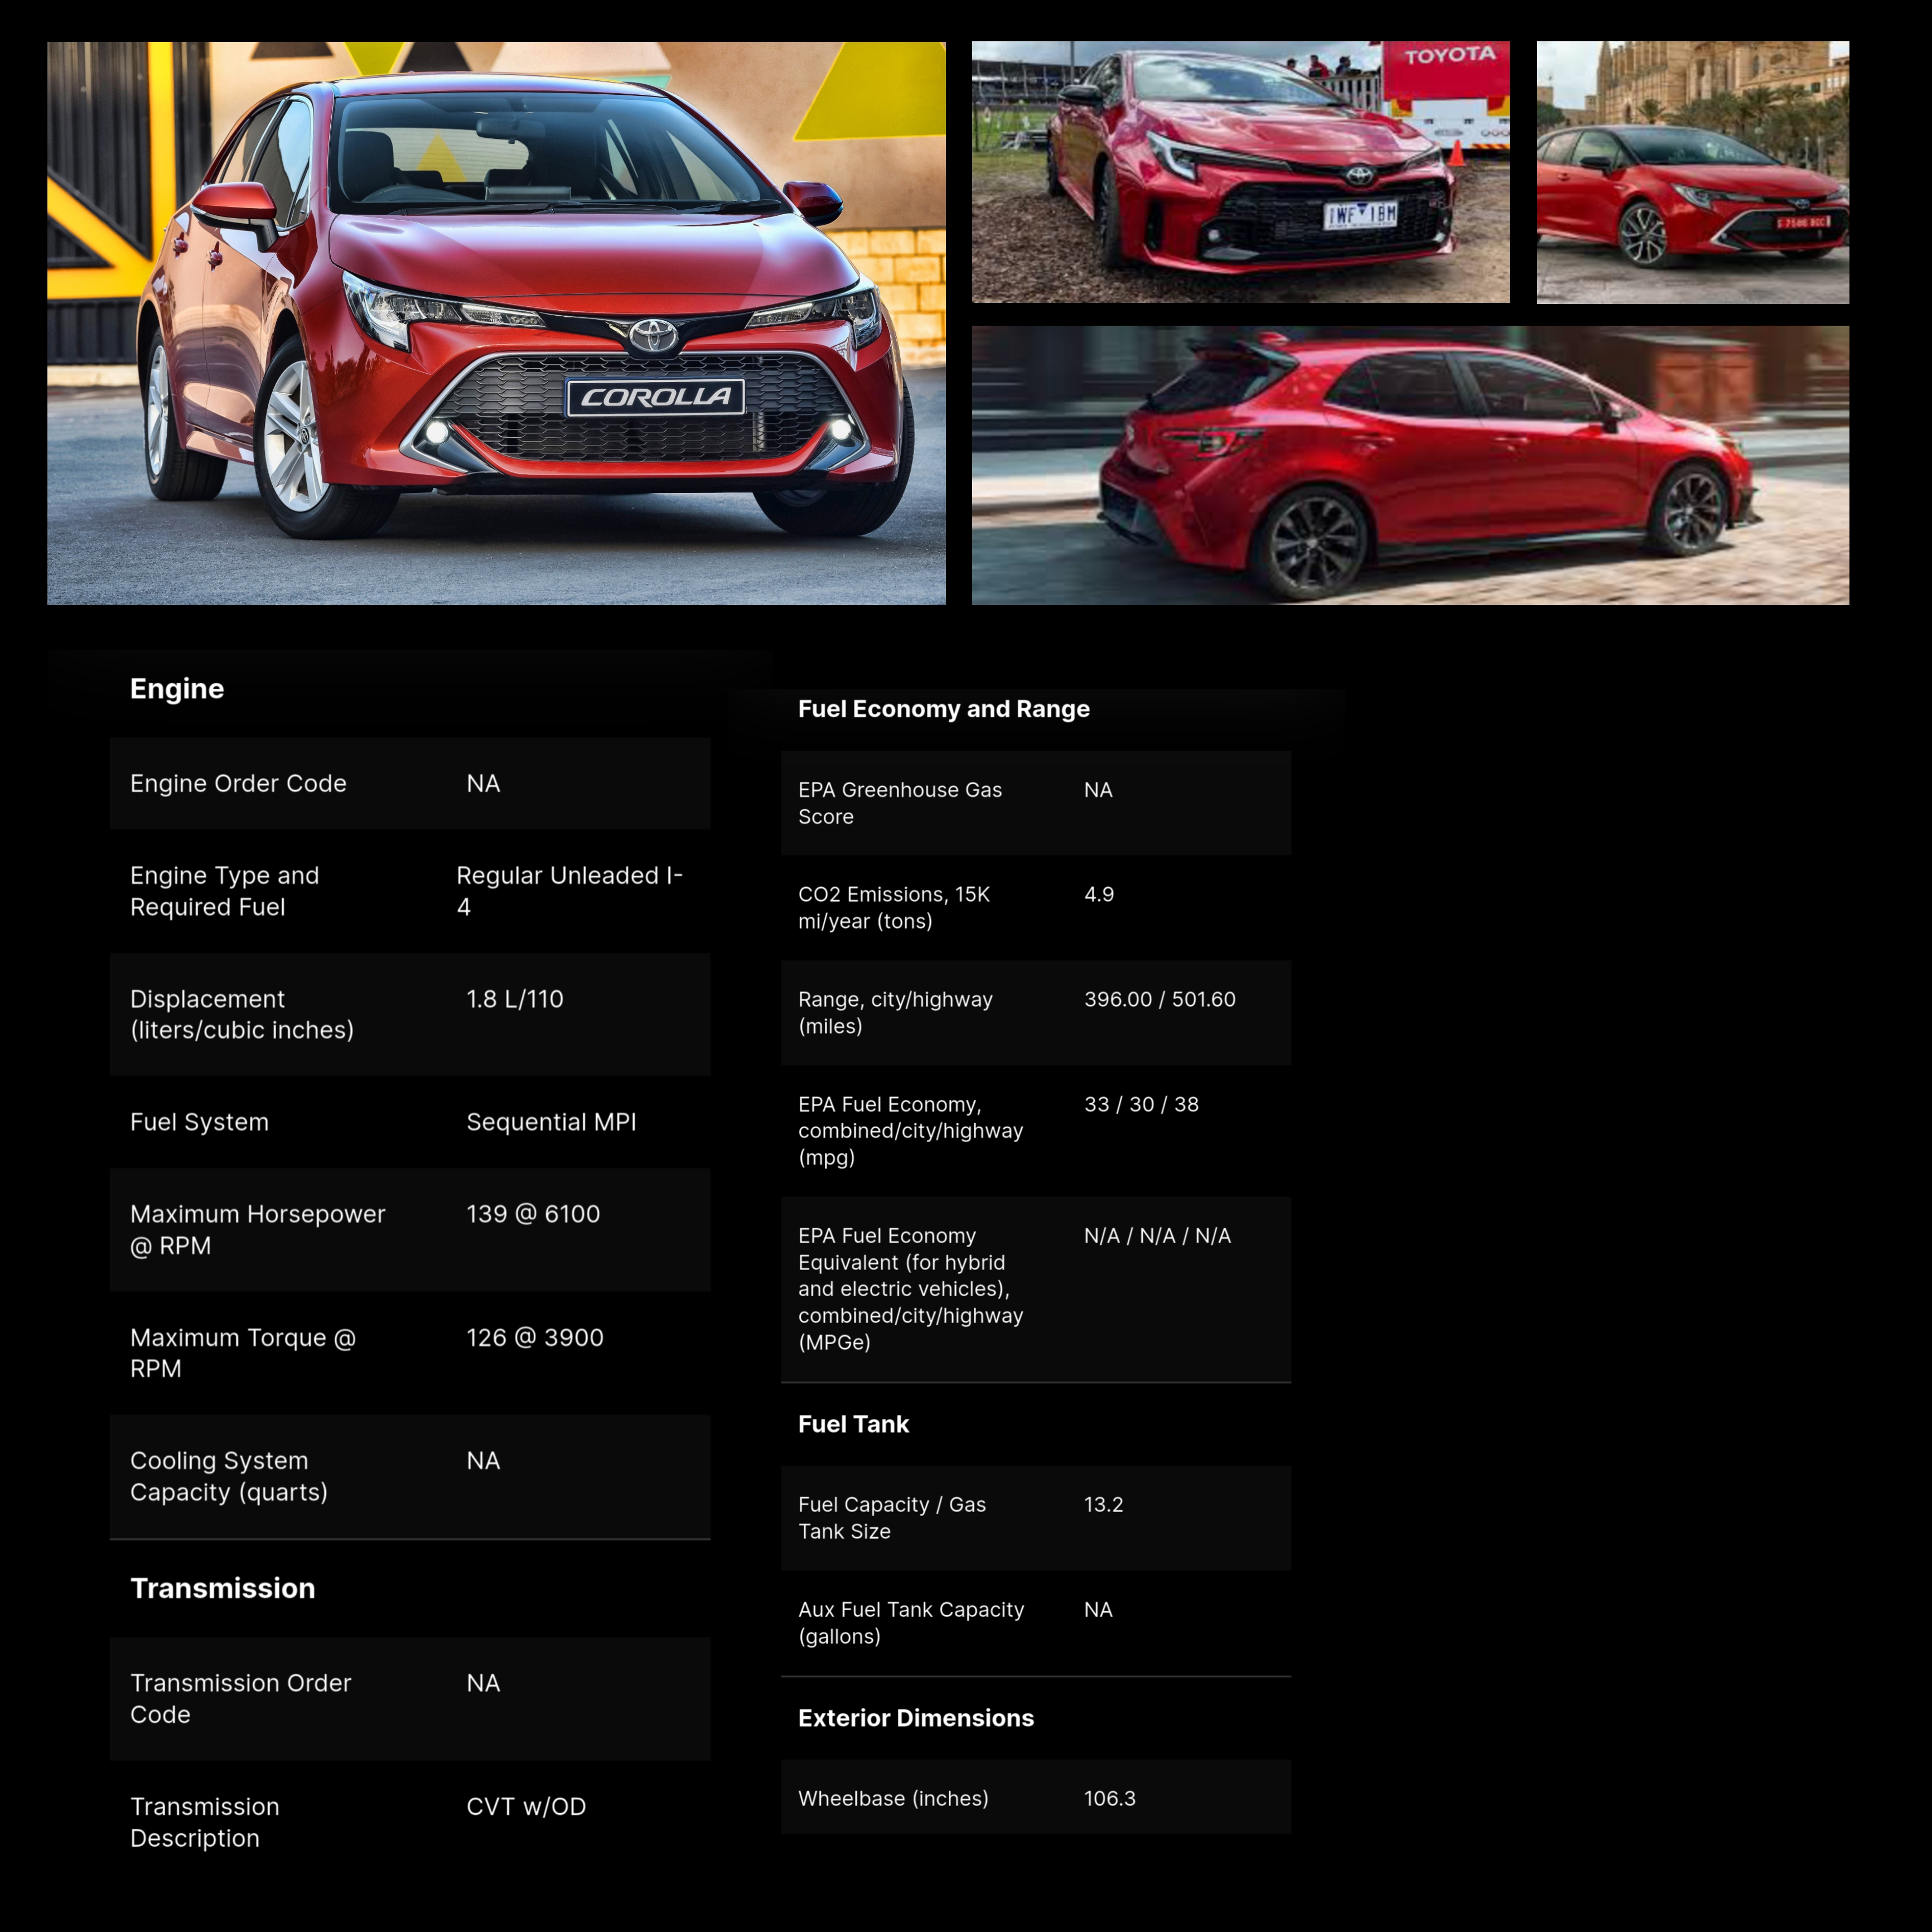 COROLLA
TOYOTA
1WF 1BM
Engine
Engine Order Code NA
Engine Type and Regular Unleaded I-
Required Fuel 4
Displacement 1.8 L/110
(liters/cubic inches)
Fuel System Sequential MPI
Maximum Horsepower 139 @ 6100
@ RPM
Maximum Torque @ 126 @ 3900
RPM
Cooling System NA
Capacity (quarts)
Transmission
Transmission Order NA
Code
Transmission CVT w/OD
Description
Fuel Economy and Range
EPA Greenhouse Gas NA
Score
CO2 Emissions, 15K 4.9
mi/year (tons)
Range, city/highway 396.00 / 501.60
(miles)
EPA Fuel Economy, 33 / 30 / 38
combined/city/highway
(mpg)
EPA Fuel Economy N/A / N/A / N/A
Equivalent (for hybrid
and electric vehicles),
combined/city/highway
(MPGe)
Fuel Tank
Fuel Capacity / Gas 13.2
Tank Size
Aux Fuel Tank Capacity NA
(gallons)
Exterior Dimensions
Wheelbase (inches) 106.3